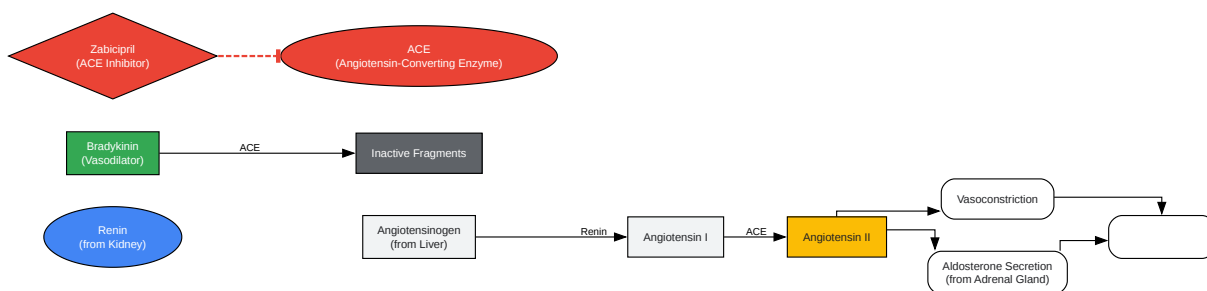 Zabicipril
(ACE Inhibitor)
ACE
(Angiotensin-Converting Enzyme)
Bradykinin
(Vasodilator)
ACE
Inactive Fragments
Renin
(from Kidney)
Angiotensinogen
(from Liver)
Renin
Angiotensin I
ACE
Angiotensin II
Vasoconstriction
Aldosterone Secretion
(from Adrenal Gland)